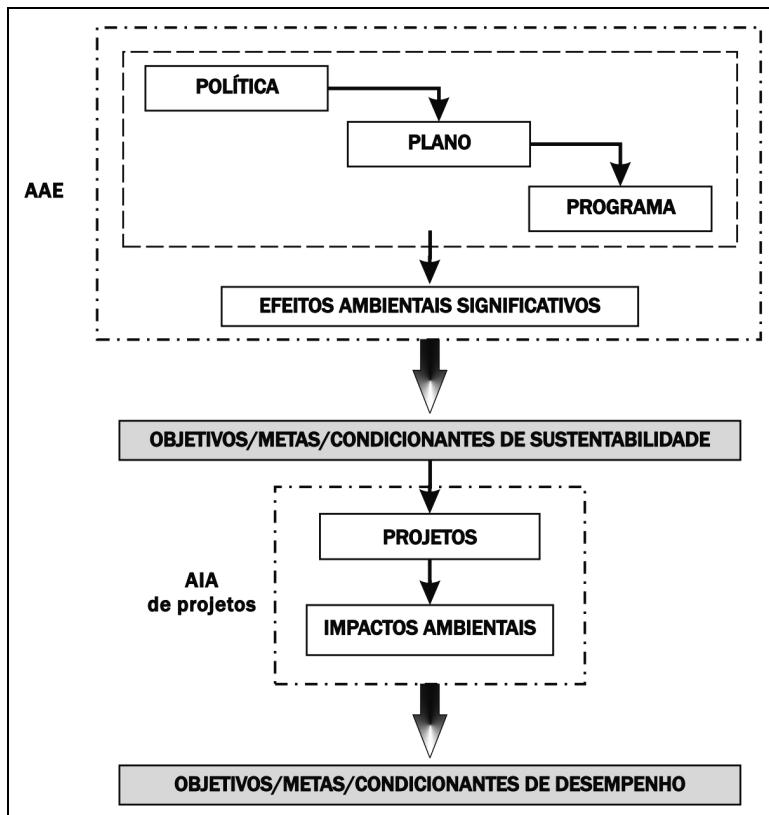 POLÍTICA
PLANO
PROGRAMA
AAE
EFEITOS AMBIENTAIS SIGNIFICATIVOS
OBJETIVOS/METAS/CONDICIONANTES DE SUSTENTABILIDADE
PROJETOS
AIA
de projetos
IMPACTOS AMBIENTAIS
OBJETIVOS/METAS/CONDICIONANTES DE DESEMPENHO